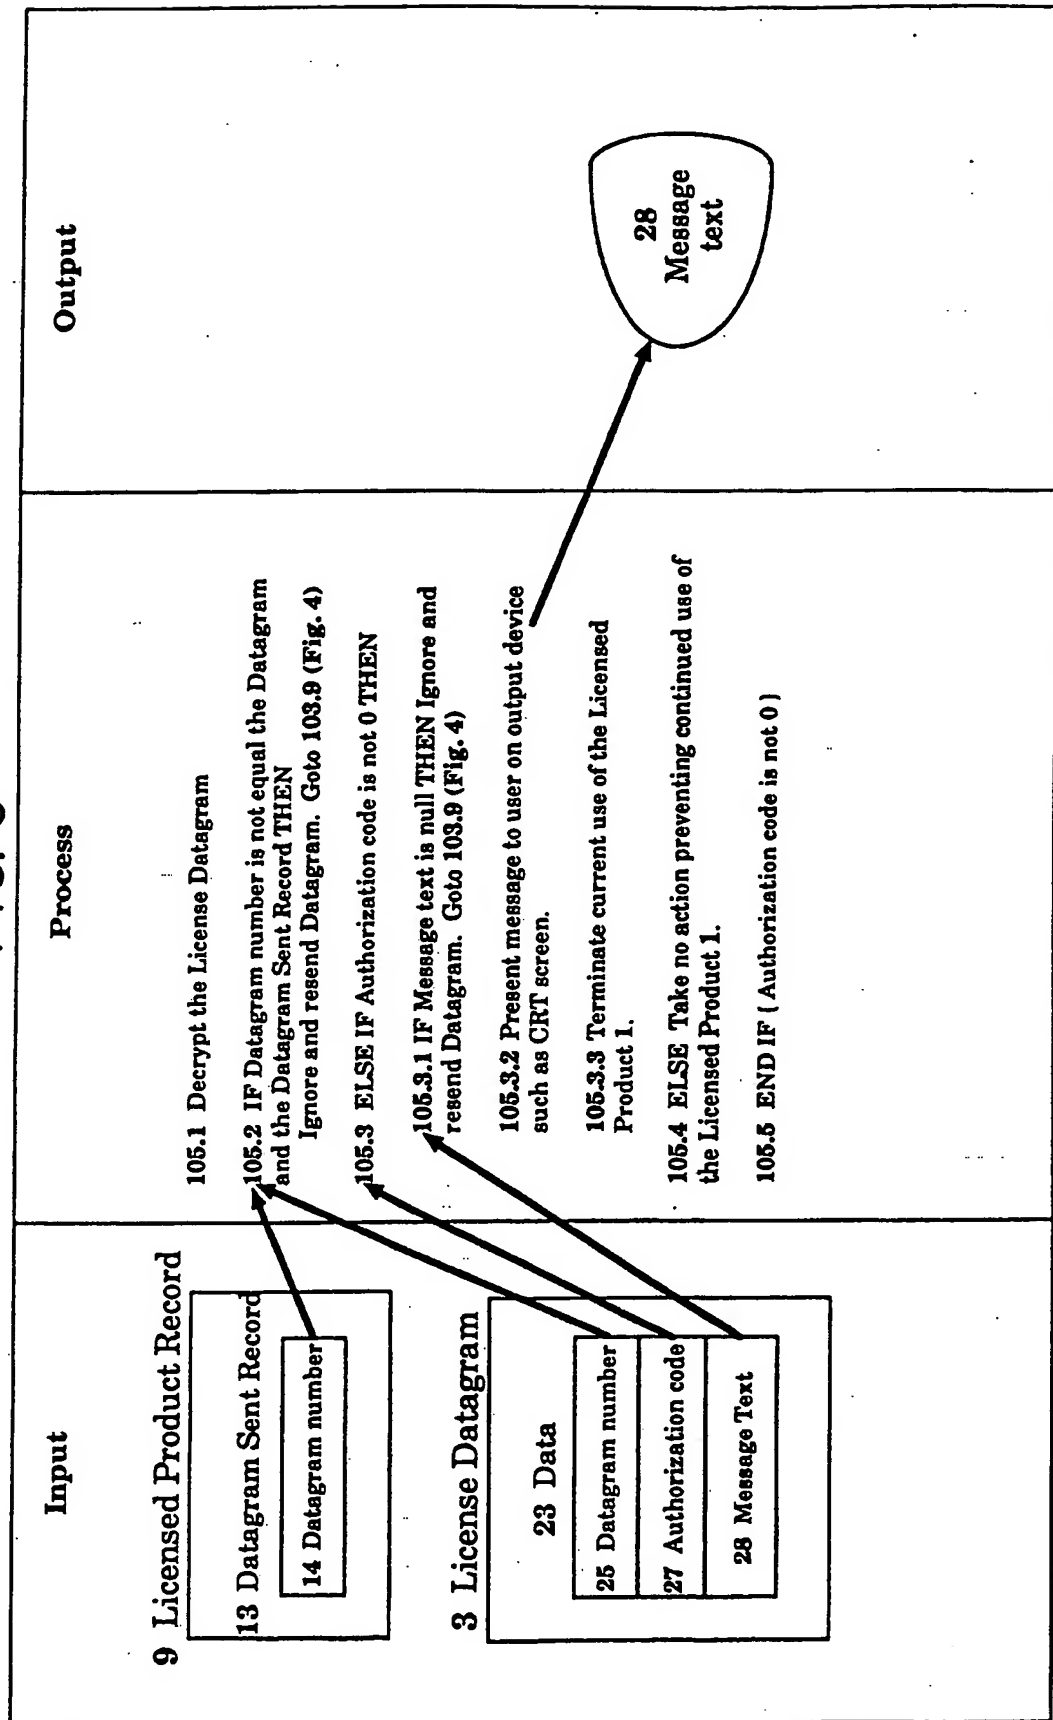 Input
Process
Output
9 Licensed Product Record
13 Datagram Sent Record
14 Datagram number
3 License Datagram
23 Data
25 Datagram number
27 Authorization code
28 Message Text
105.1 Decrypt the License Datagram
105.2 IF Datagram number is not equal the Datagram
and the Datagram Sent Record THEN
Ignore and resend Datagram. Goto 103.9 (Fig. 4)
105.3 ELSE IF Authorization code is not 0 THEN
105.3.1 IF Message text is null THEN Ignore and
resend Datagram. Goto 103.9 (Fig. 4)
105.3.2 Present message to user on output device
such as CRT screen.
105.3.3 Terminate current use of the Licensed
Product 1.
105.4 ELSE Take no action preventing continued use of
the Licensed Product 1.
105.5 END IF ( Authorization code is not 0 )
28
Message
text